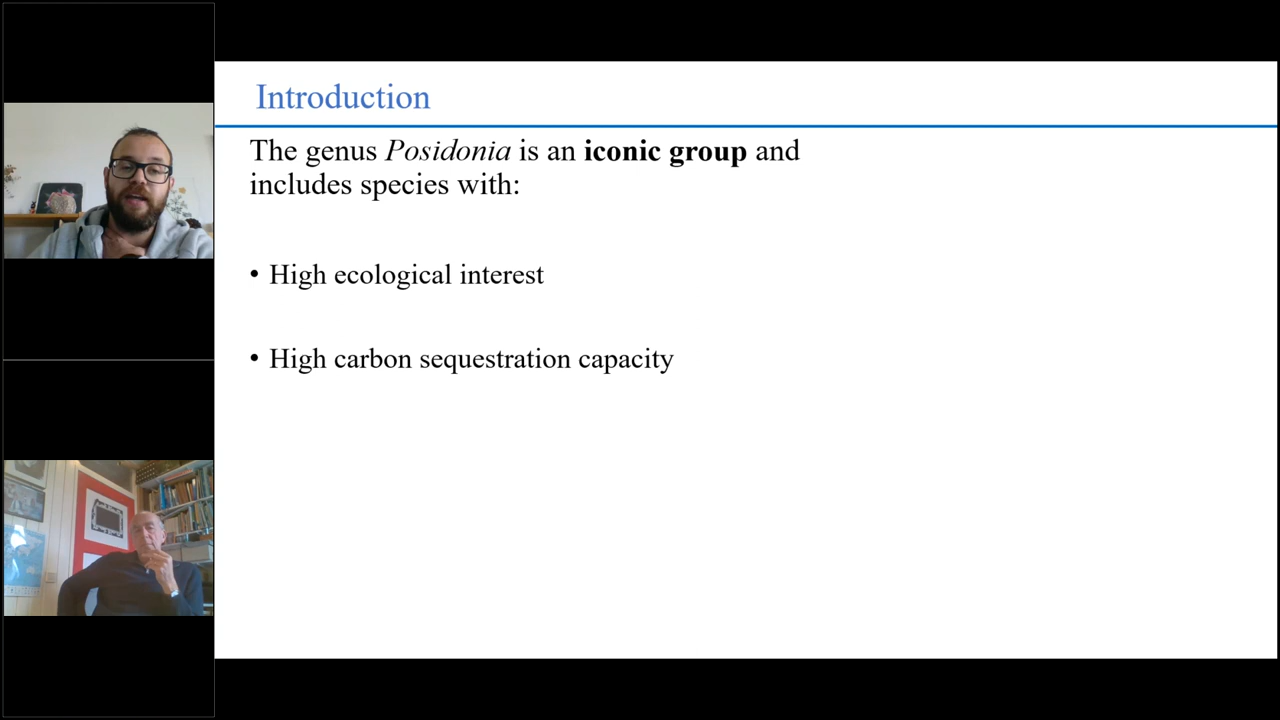 Introduction
The genus Posidonia is an iconic group and
includes species with:
• High ecological interest
• High carbon sequestration capacity